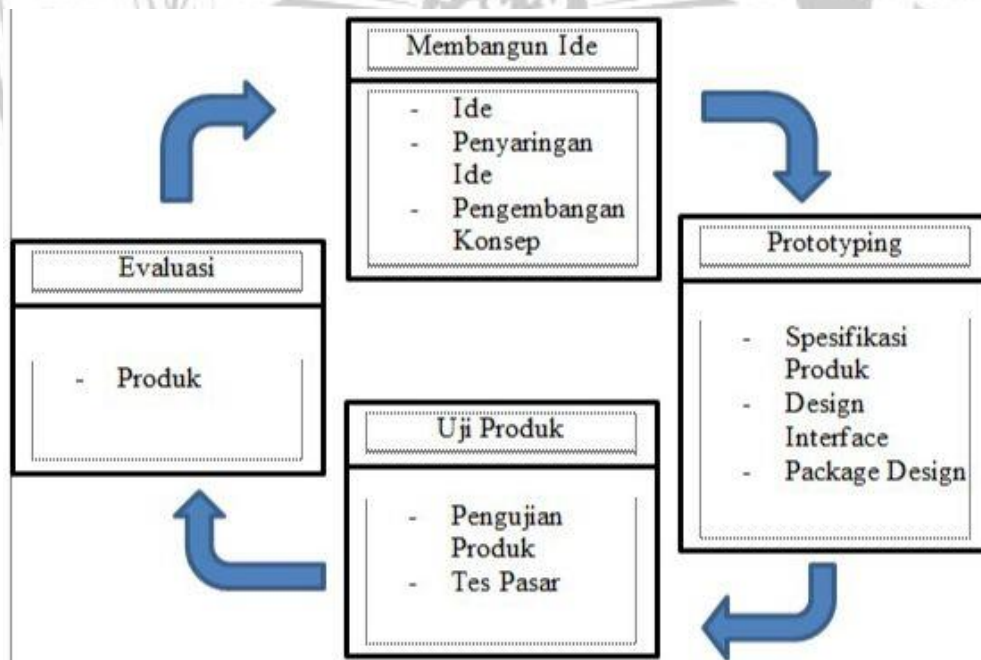 Membangun Ide
- Ide
- Penyaringan
Ide
- Pengembangan
Konsep
Prototyping
- Spesifikasi
Produk
- Design
Interface
- Package Design
Uji Produk
- Pengujian
Produk
- Tes Pasar
Evaluasi
- Produk